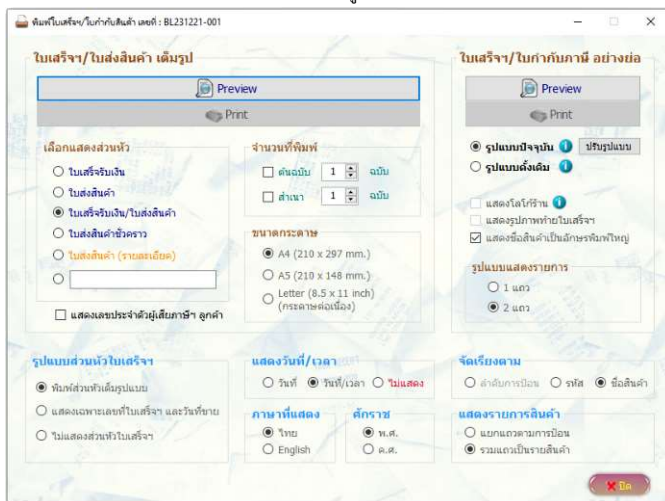 พิมพ์ใบเสร็จฯ/ใบกำกับสินค้า เลขที่ : BL231221-001
ใบเสร็จฯ/ใบส่งสินค้า เต็มรูป
Preview
Print
เลือกแสดงส่วนหัว
ใบเสร็จรับเงิน
ใบส่งสินค้า
ใบเสร็จรับเงิน/ใบส่งสินค้า
ใบส่งสินค้าชั่วคราว
ใบส่งสินค้า (รายละเอียด)
แสดงเลขประจำตัวผู้เสียภาษีฯ ลูกค้า
จำนวนที่พิมพ์
ต้นฉบับ 1 ฉบับ
สำเนา 1 ฉบับ
ขนาดกระดาษ
A4 (210 x 297 mm.)
A5 (210 x 148 mm.)
Letter (8.5 x 11 inch)
(กระดาษต่อเนื่อง)
ใบเสร็จฯ/ใบกำกับภาษี อย่างย่อ
Preview
Print
รูปแบบปัจจุบัน ปรับรูปแบบ
รูปแบบดั้งเดิม
แสดงโลโก้ร้าน
แสดงรูปภาพท้ายใบเสร็จฯ
แสดงชื่อสินค้าเป็นอักษรพิมพ์ใหญ่
รูปแบบแสดงรายการ
1 แถว
2 แถว
รูปแบบส่วนหัวใบเสร็จฯ
พิมพ์ส่วนหัวเต็มรูปแบบ
แสดงเฉพาะเลขที่ใบเสร็จฯ และวันที่ขาย
ไม่แสดงส่วนหัวใบเสร็จฯ
แสดงวันที่/เวลา
วันที่ วันที่/เวลา ไม่แสดง
ภาษาที่แสดง
ไทย
English
ศักราช
พ.ศ.
ค.ศ.
จัดเรียงตาม
ลำดับการป้อน รหัส ชื่อสินค้า
แสดงรายการสินค้า
แยกแถวตามการป้อน
รวมแถวเป็นรายสินค้า
ปิด